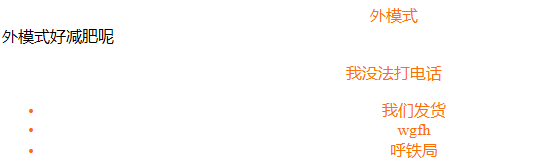 外模式
外模式好减肥呢
我没法打电话
• 我们发货
• wgfh
• 呼铁局